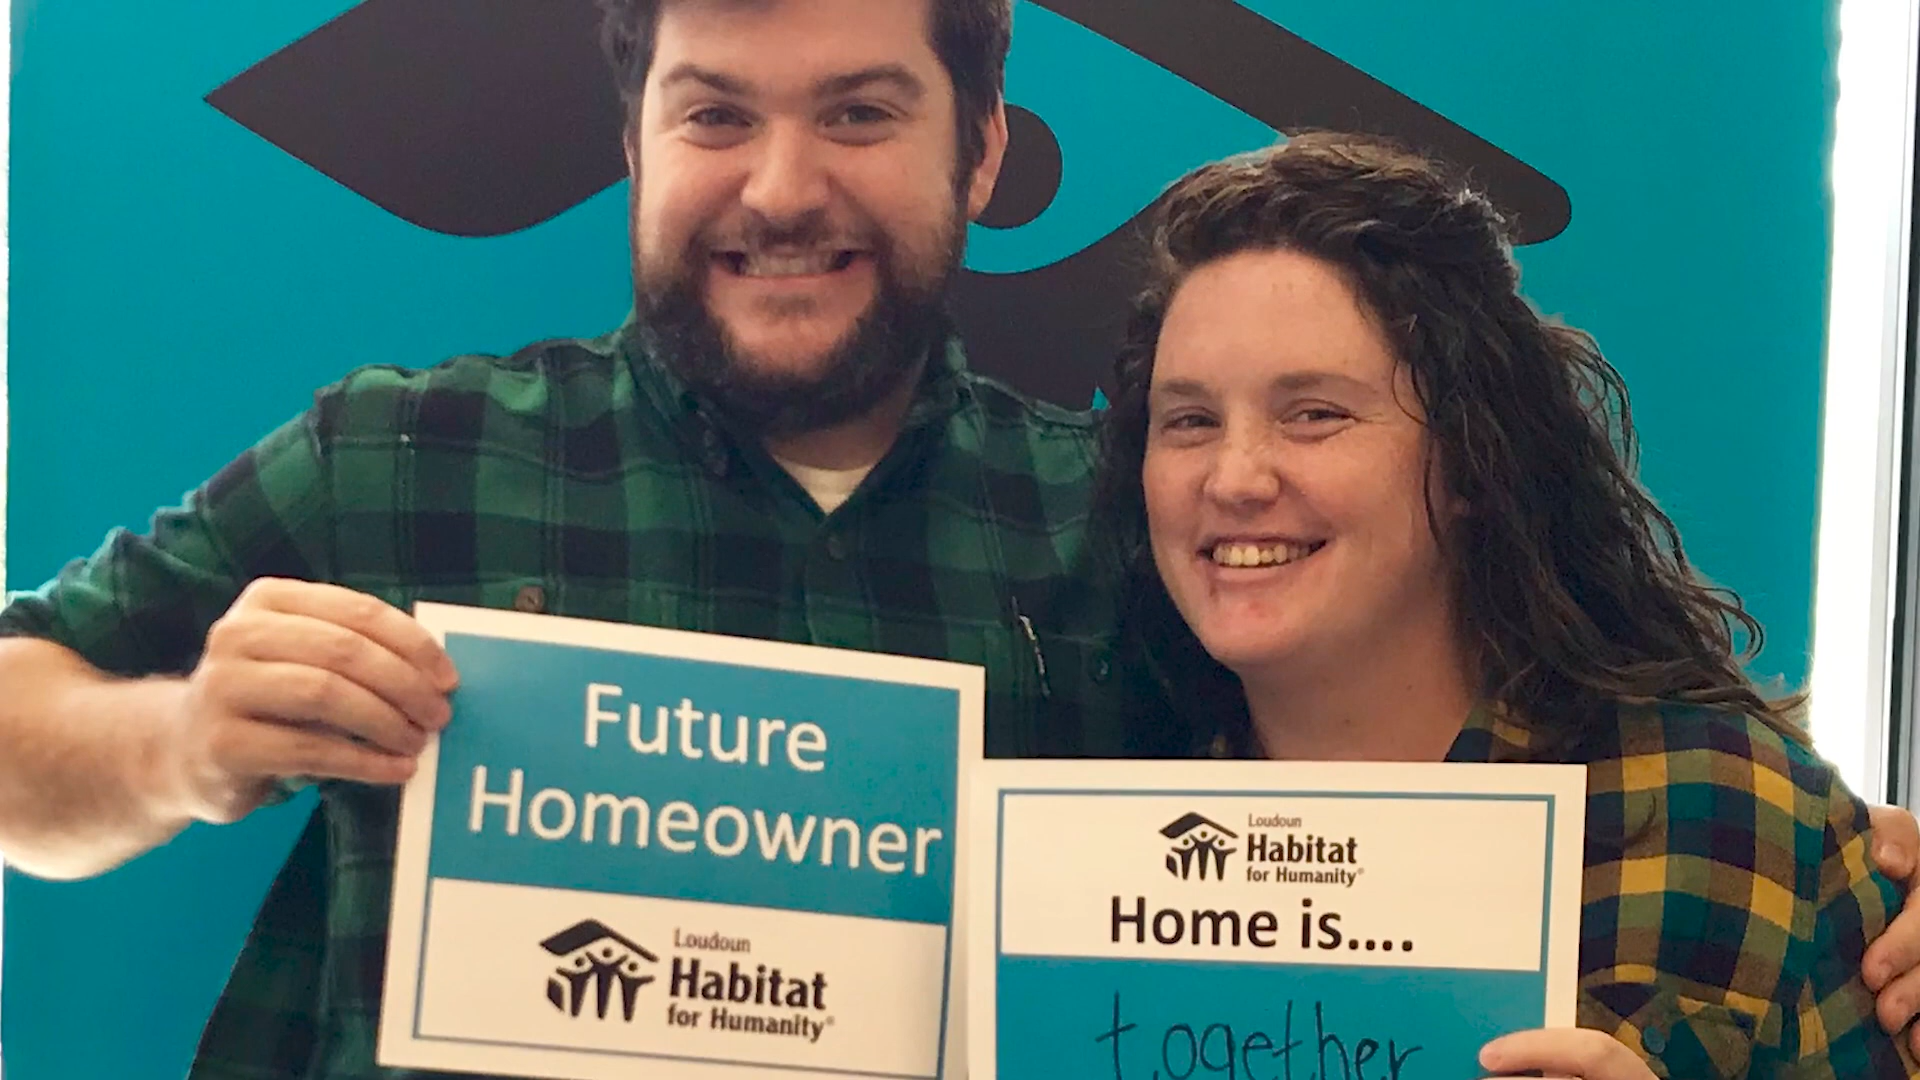 Future
Homeowner
Loudoun
Habitat
for Humanity®
Loudoun
Habitat
for Humanity®
Home is....
together